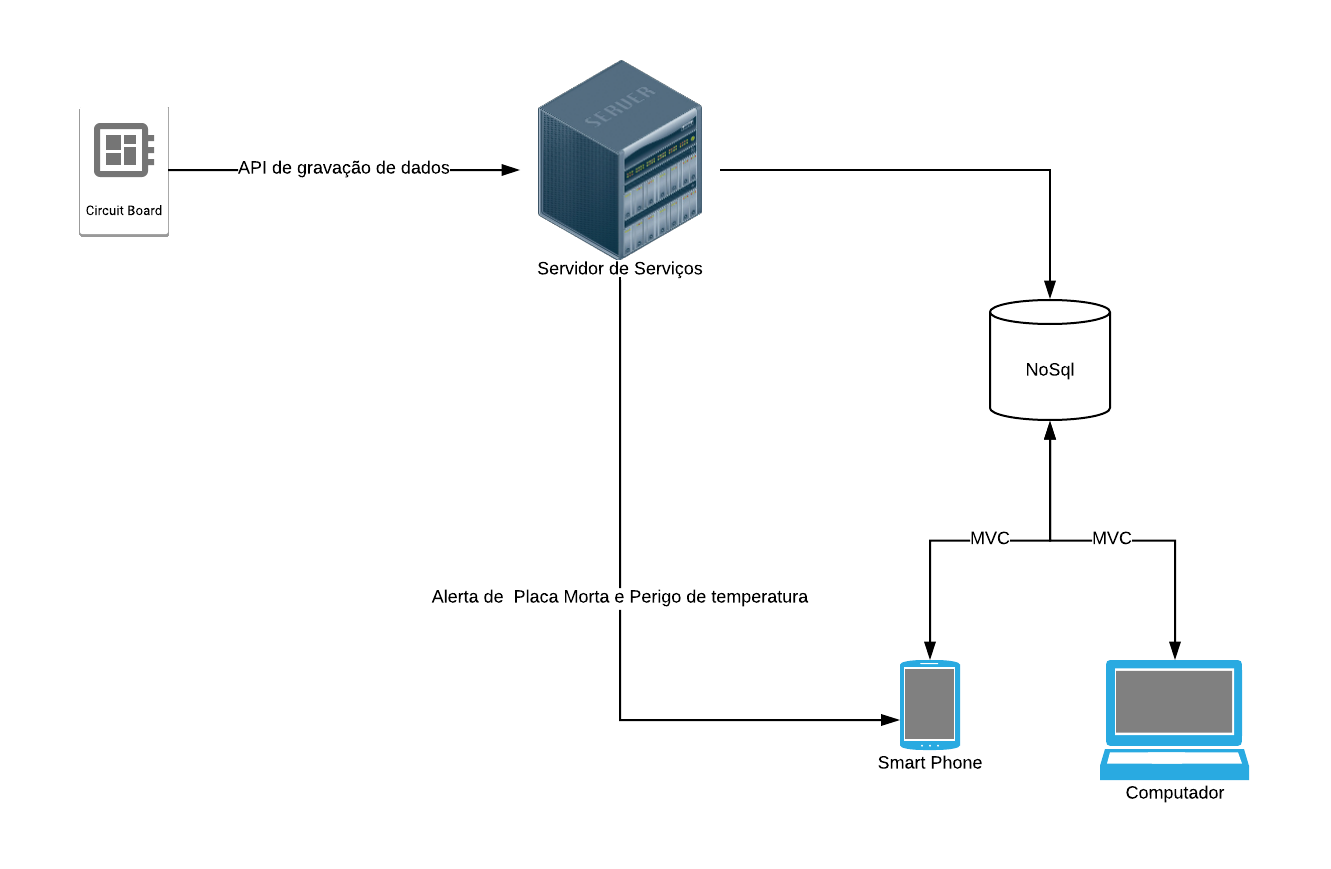 SERVER
API de gravação de dados
Circuit Board
Servidor de Serviços
NoSql
MVC
MVC
Alerta de  Placa Morta e Perigo de temperatura
Smart Phone
Computador